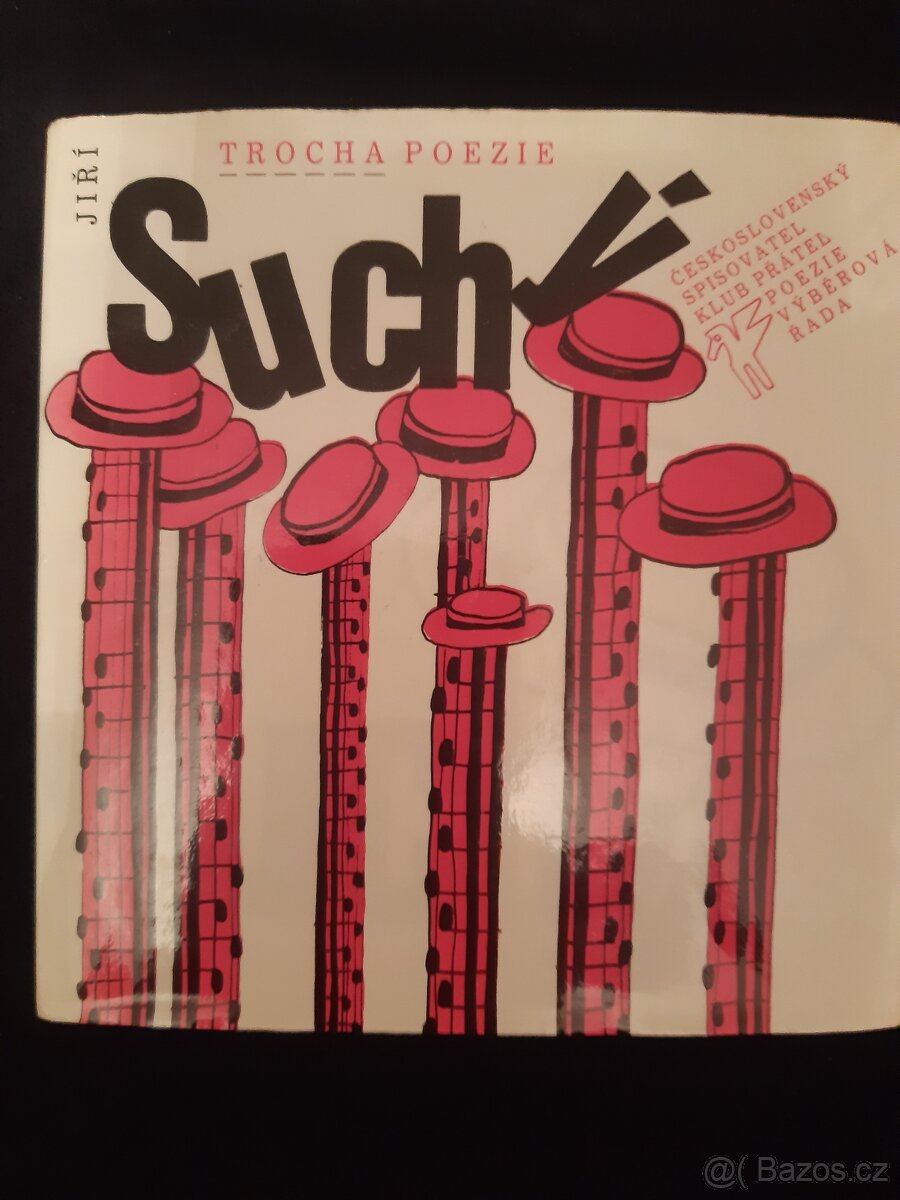 JIŘÍ
TROCHA POEZIE
Suchý
ČESKOSLOVENSKÝ
SPISOVATEL
KLUB PŘÁTEL
POEZIE
VÝBĚROVÁ
ŘADA
@( Bazos.cz